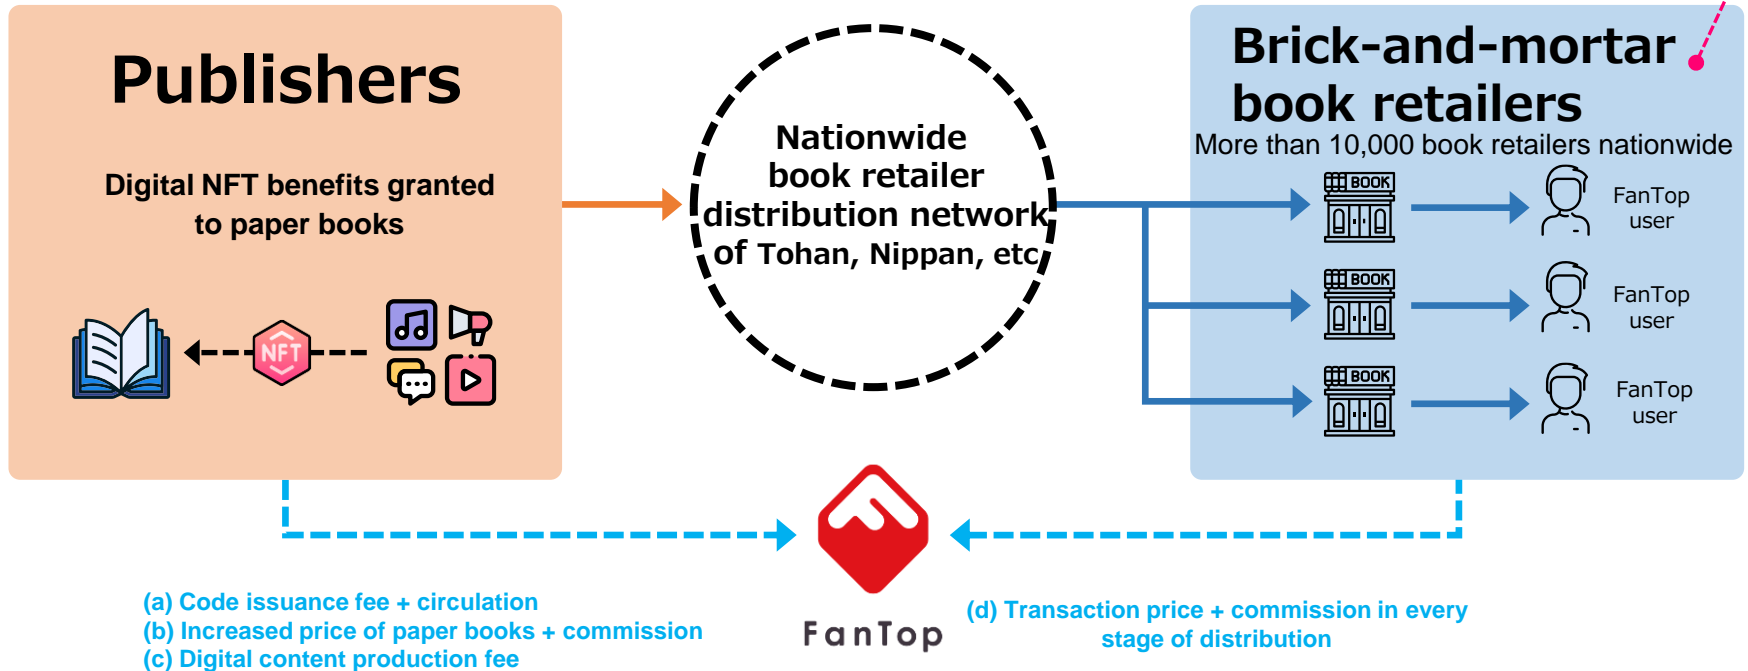 Publishers
Digital NFT benefits granted
to paper books
NFT
Nationwide
book retailer
distribution network
of Tohan, Nippan, etc
Brick-and-mortar
book retailers
More than 10,000 book retailers nationwide
BOOK
FanTop
user
BOOK
FanTop
user
BOOK
FanTop
user
(a) Code issuance fee + circulation
(b) Increased price of paper books + commission
(c) Digital content production fee
FanTop
(d) Transaction price + commission in every
stage of distribution